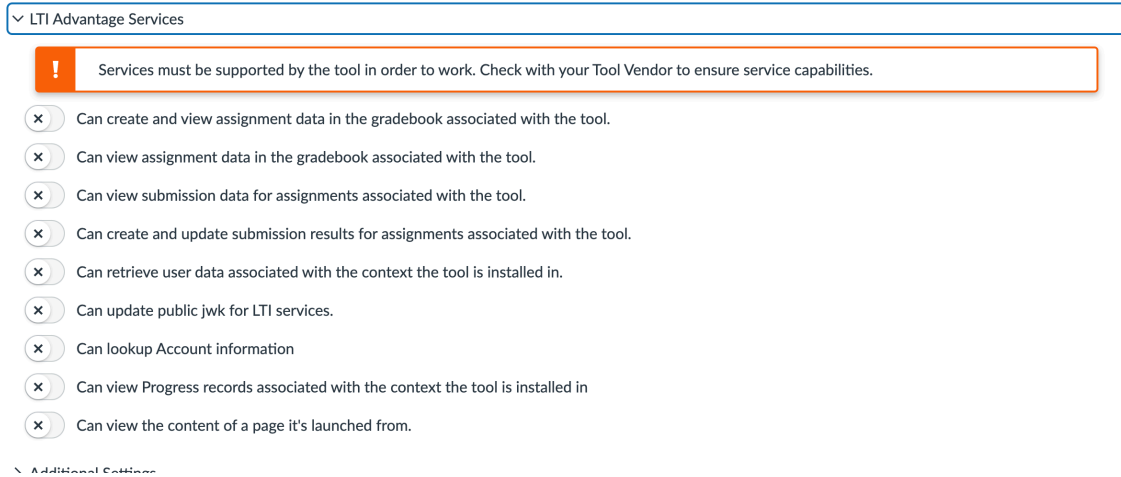 LTI Advantage Services
! Services must be supported by the tool in order to work. Check with your Tool Vendor to ensure service capabilities.
Can create and view assignment data in the gradebook associated with the tool.
Can view assignment data in the gradebook associated with the tool.
Can view submission data for assignments associated with the tool.
Can create and update submission results for assignments associated with the tool.
Can retrieve user data associated with the context the tool is installed in.
Can update public jwk for LTI services.
Can lookup Account information
Can view Progress records associated with the context the tool is installed in
Can view the content of a page it's launched from.
Additional Settings